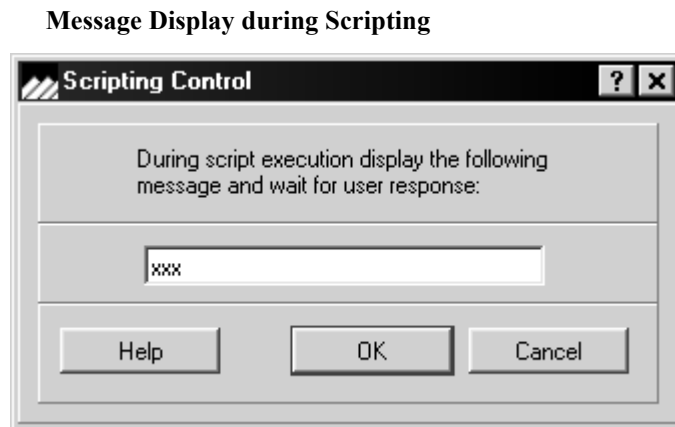 Message Display during Scripting
Scripting Control
During script execution display the following
message and wait for user response:
xxx
Help OK Cancel